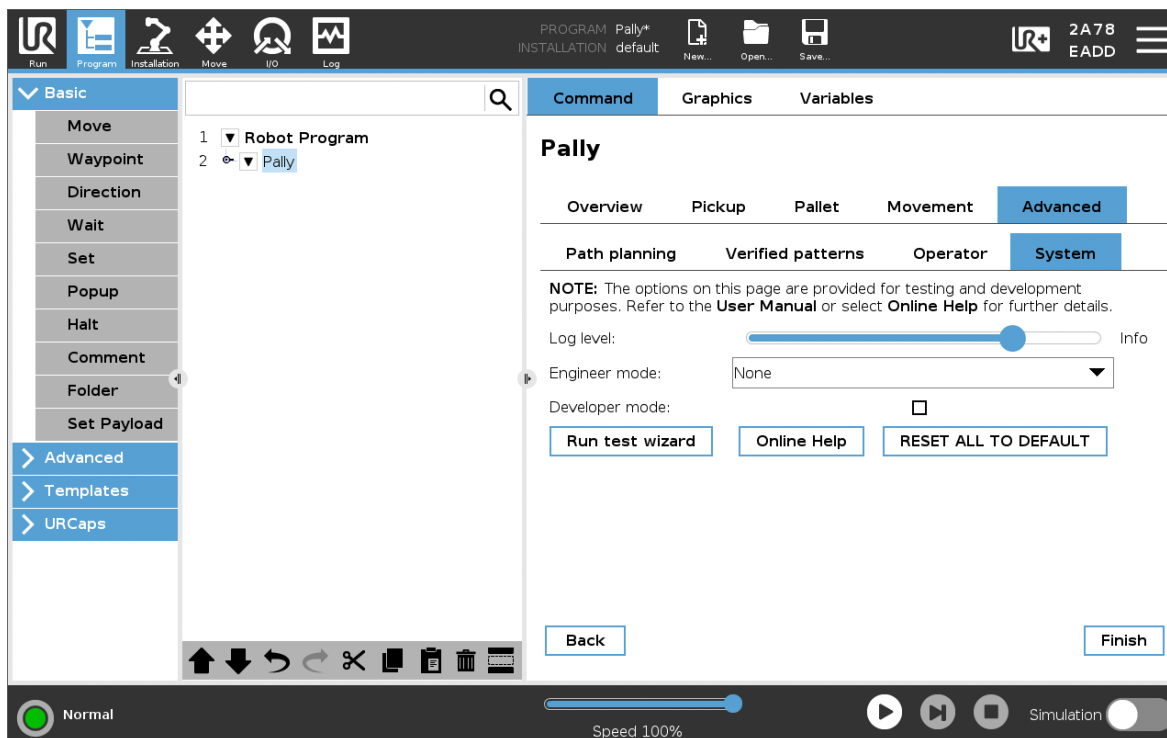 PROGRAM Pally*
INSTALLATION default
Run Program Installation Move I/O Log New... Open... Save...
UR+ 2A78 EADD
Basic
Move
Waypoint
Direction
Wait
Set
Popup
Halt
Comment
Folder
Set Payload
Advanced
Templates
URCaps
1 Robot Program
2 Pally
Command Graphics Variables
Pally
Overview Pickup Pallet Movement Advanced
Path planning Verified patterns Operator System
NOTE: The options on this page are provided for testing and development
purposes. Refer to the User Manual or select Online Help for further details.
Log level: Info
Engineer mode: None
Developer mode:
Run test wizard Online Help RESET ALL TO DEFAULT
Back Finish
Normal
Speed 100%
Simulation